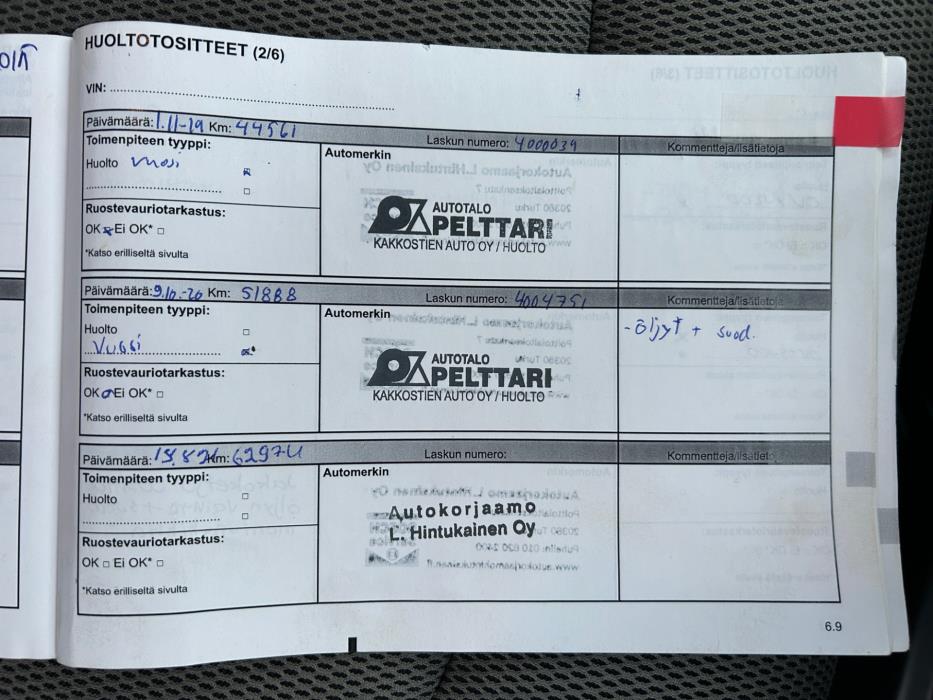 HUOLTOTOSITTEET (2/6)
VIN:
Päivämäärä: 1.11-19 Km: 44561 Laskun numero: 4000039 Kommentteja/lisätietoja
Toimenpiteen tyyppi: Automerkin
Huolto vuosi
Ruostevauriotarkastus:
OK Ei OK*
*Katso erilliseltä sivulta
AUTOTALO
PELTTARI
KAKKOSTIEN AUTO OY / HUOLTO
Päivämäärä: 9.10.-20 Km: 51888 Laskun numero: 4004751 Kommentteja/lisätietoja
Toimenpiteen tyyppi: Automerkin
Huolto
Vuosi
Ruostevauriotarkastus:
OK Ei OK*
*Katso erilliseltä sivulta
AUTOTALO
PELTTARI
KAKKOSTIEN AUTO OY / HUOLTO
-öljyt + suod.
Päivämäärä: Km: Laskun numero: Kommentteja/lisätieto
Toimenpiteen tyyppi: Automerkin
Huolto
Ruostevauriotarkastus:
OK Ei OK*
*Katso erilliseltä sivulta
Autokorjaamo
L. Hintukainen Oy
6.9